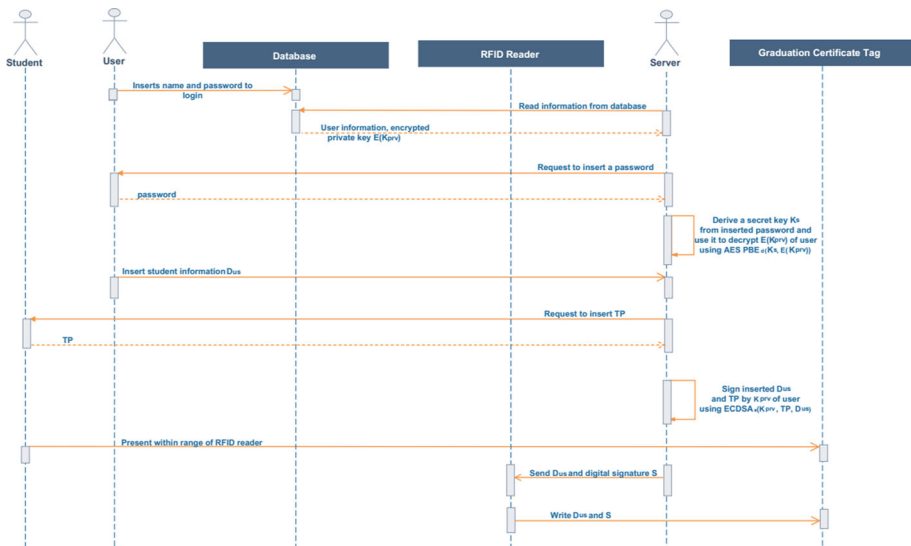 Student
User
Database
RFID Reader
Server
Graduation Certificate Tag
Inserts name and password to
login
Read information from database
User information, encrypted
private key E(Kprv)
Request to insert a password
password
Derive a secret key Ks
from inserted password and
use it to decrypt E(Kprv) of user
using AES PBE d(Ks, E(Kprv))
Insert student information Dus
Request to insert TP
TP
Sign inserted Dus
and TP by Kprv of user
using ECDSA s(Kprv, TP, Dus)
Present within range of RFID reader
Send Dus and digital signature S
Write Dus and S